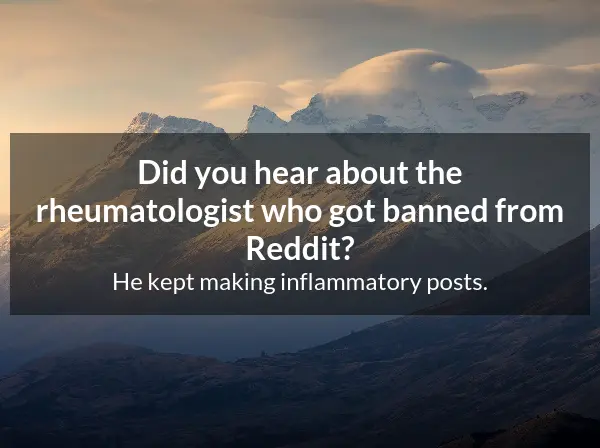 Did you hear about the
rheumatologist who got banned from
Reddit?
He kept making inflammatory posts.